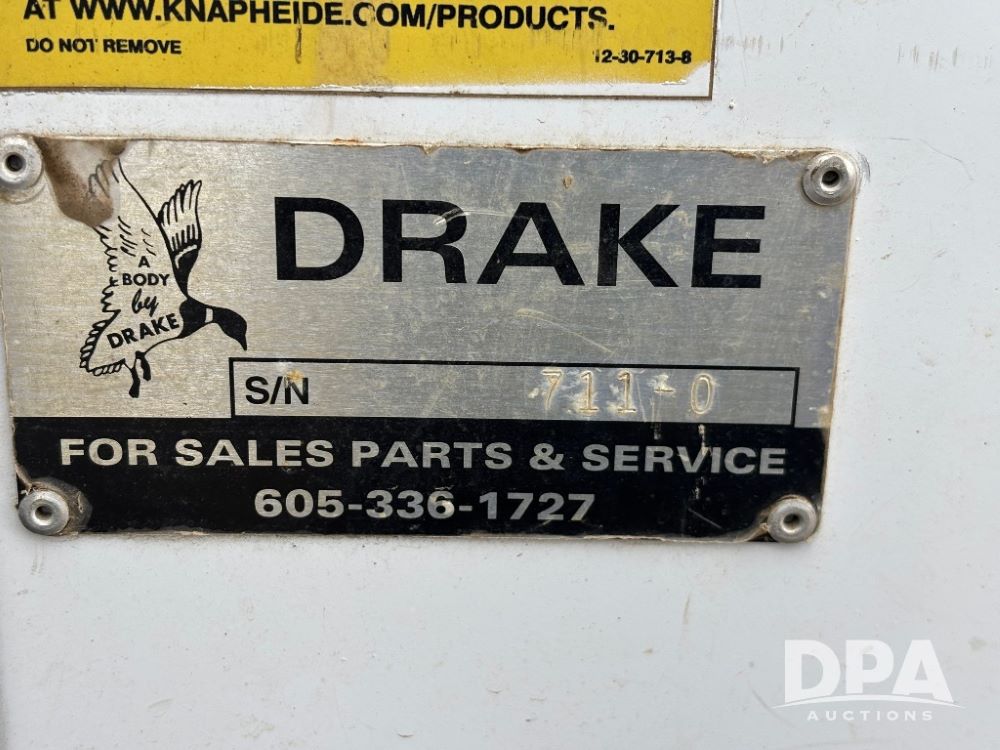 AT WWW.KNAPHEIDE.COM/PRODUCTS.
DO NOT REMOVE
12-30-713-8
DRAKE
A
BODY
by
DRAKE
S/N 711-0
FOR SALES PARTS & SERVICE
605-336-1727
DPA
AUCTIONS